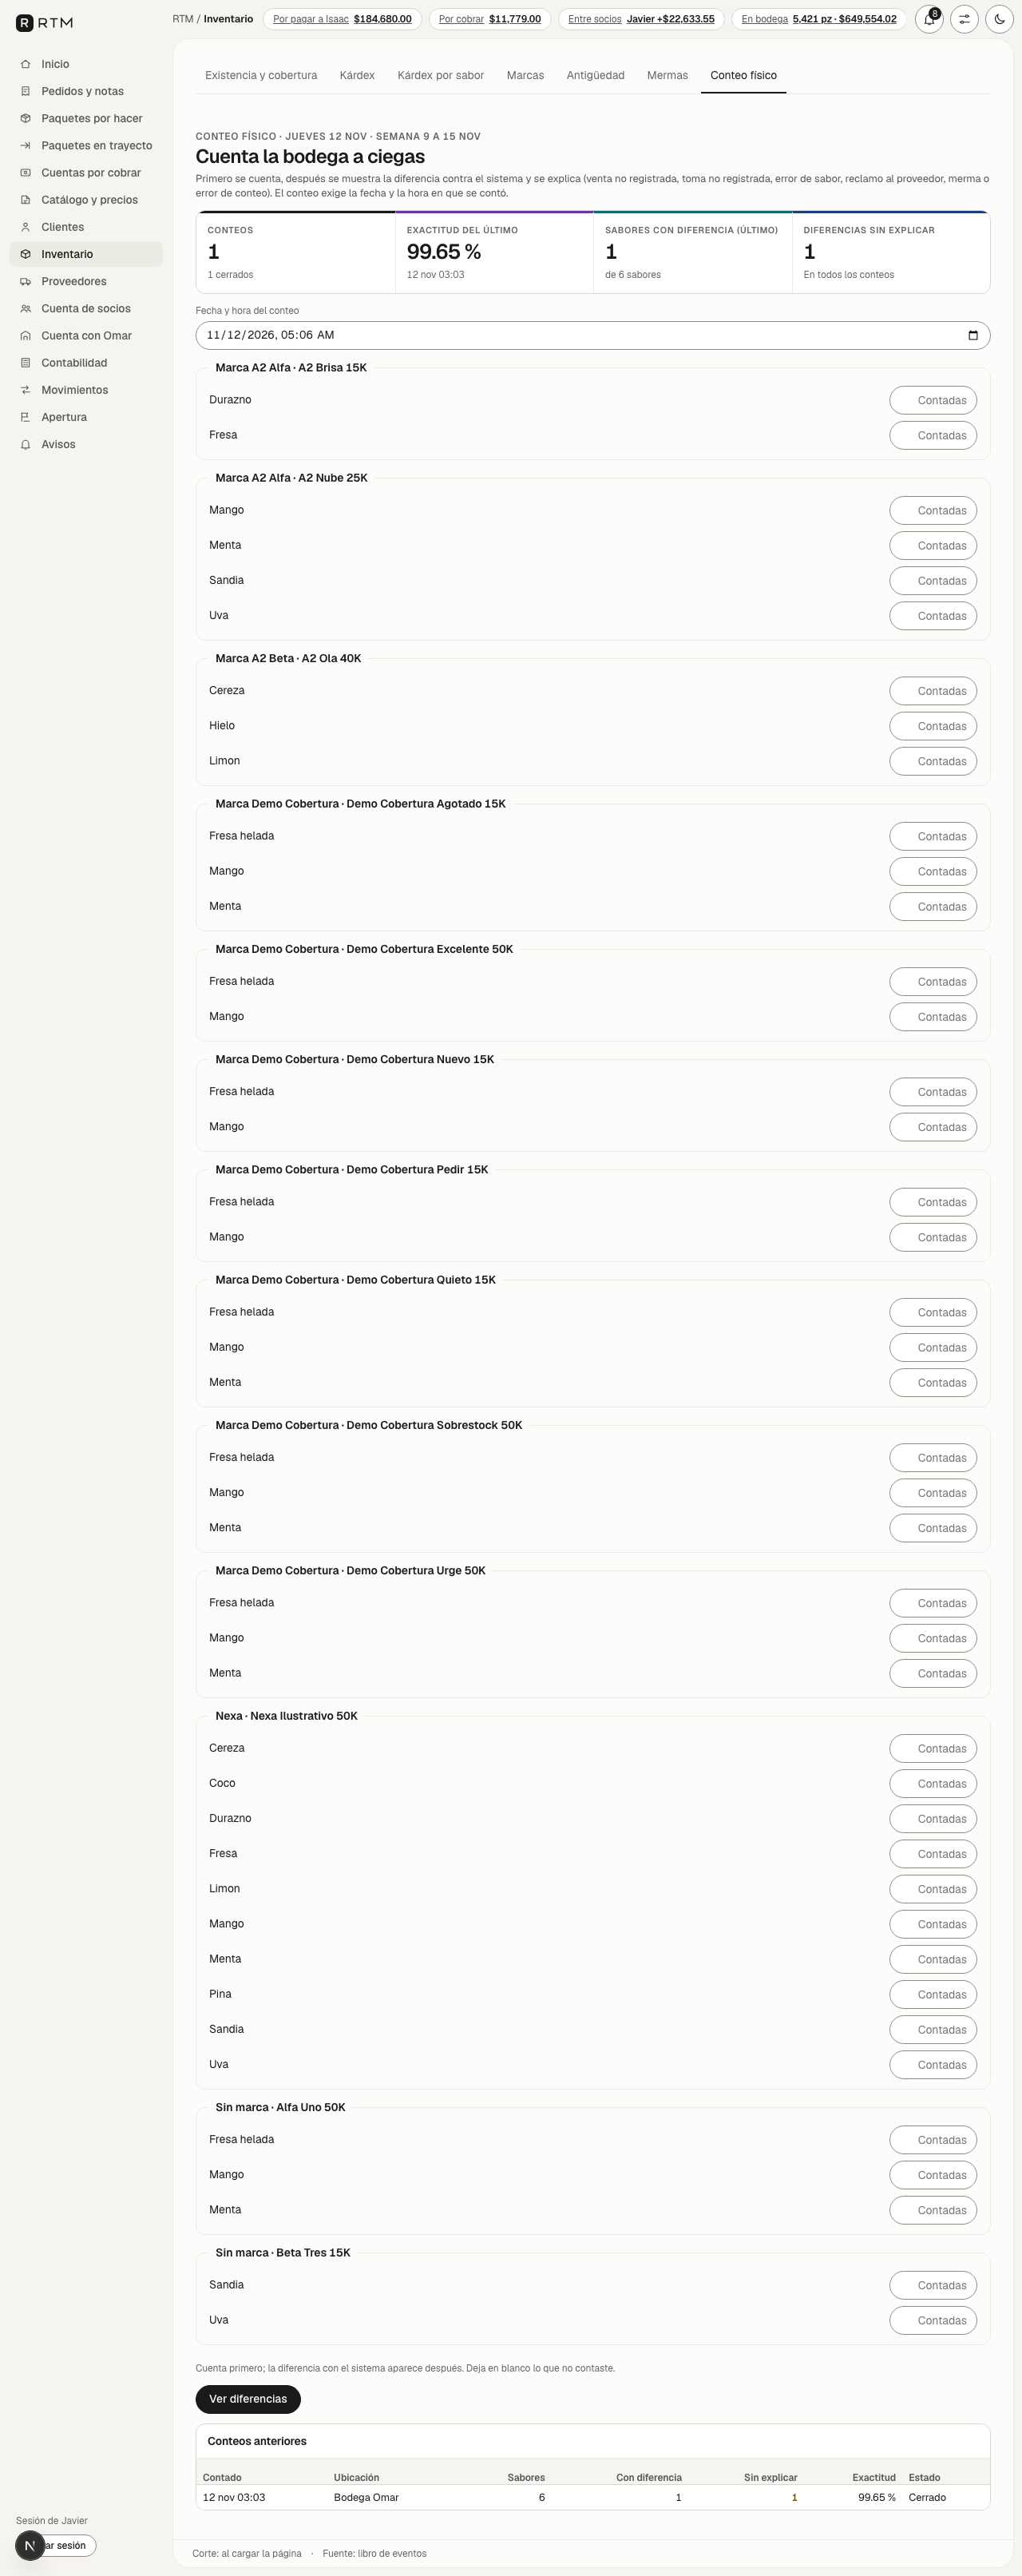 R RTM
RTM / Inventario
Por pagar a Isaac $184,680.00
Por cobrar $11,779.00
Entre socios Javier +$22,633.55
En bodega 5,421 pz · $649,554.02
8
Inicio
Pedidos y notas
Paquetes por hacer
Paquetes en trayecto
Cuentas por cobrar
Catálogo y precios
Clientes
Inventario
Proveedores
Cuenta de socios
Cuenta con Omar
Contabilidad
Movimientos
Apertura
Avisos
Existencia y cobertura
Kárdex
Kárdex por sabor
Marcas
Antigüedad
Mermas
Conteo físico
CONTEO FÍSICO · JUEVES 12 NOV · SEMANA 9 A 15 NOV
Cuenta la bodega a ciegas
Primero se cuenta, después se muestra la diferencia contra el sistema y se explica (venta no registrada, toma no registrada, error de sabor, reclamo al proveedor, merma o
error de conteo). El conteo exige la fecha y la hora en que se contó.
CONTEOS
1
1 cerrados
EXACTITUD DEL ÚLTIMO
99.65 %
12 nov 03:03
SABORES CON DIFERENCIA (ÚLTIMO)
1
de 6 sabores
DIFERENCIAS SIN EXPLICAR
1
En todos los conteos
Fecha y hora del conteo
11/12/2026, 05:06 AM
Marca A2 Alfa · A2 Brisa 15K
Durazno Contadas
Fresa Contadas
Marca A2 Alfa · A2 Nube 25K
Mango Contadas
Menta Contadas
Sandia Contadas
Uva Contadas
Marca A2 Beta · A2 Ola 40K
Cereza Contadas
Hielo Contadas
Limon Contadas
Marca Demo Cobertura · Demo Cobertura Agotado 15K
Fresa helada Contadas
Mango Contadas
Menta Contadas
Marca Demo Cobertura · Demo Cobertura Excelente 50K
Fresa helada Contadas
Mango Contadas
Marca Demo Cobertura · Demo Cobertura Nuevo 15K
Fresa helada Contadas
Mango Contadas
Marca Demo Cobertura · Demo Cobertura Pedir 15K
Fresa helada Contadas
Mango Contadas
Marca Demo Cobertura · Demo Cobertura Quieto 15K
Fresa helada Contadas
Mango Contadas
Menta Contadas
Marca Demo Cobertura · Demo Cobertura Sobrestock 50K
Fresa helada Contadas
Mango Contadas
Menta Contadas
Marca Demo Cobertura · Demo Cobertura Urge 50K
Fresa helada Contadas
Mango Contadas
Menta Contadas
Nexa · Nexa Ilustrativo 50K
Cereza Contadas
Coco Contadas
Durazno Contadas
Fresa Contadas
Limon Contadas
Mango Contadas
Menta Contadas
Pina Contadas
Sandia Contadas
Uva Contadas
Sin marca · Alfa Uno 50K
Fresa helada Contadas
Mango Contadas
Menta Contadas
Sin marca · Beta Tres 15K
Sandia Contadas
Uva Contadas
Cuenta primero; la diferencia con el sistema aparece después. Deja en blanco lo que no contaste.
Ver diferencias
Conteos anteriores
Contado Ubicación Sabores Con diferencia Sin explicar Exactitud Estado
12 nov 03:03 Bodega Omar 6 1 1 99.65 % Cerrado
Sesión de Javier
N ar sesión
Corte: al cargar la página · Fuente: libro de eventos